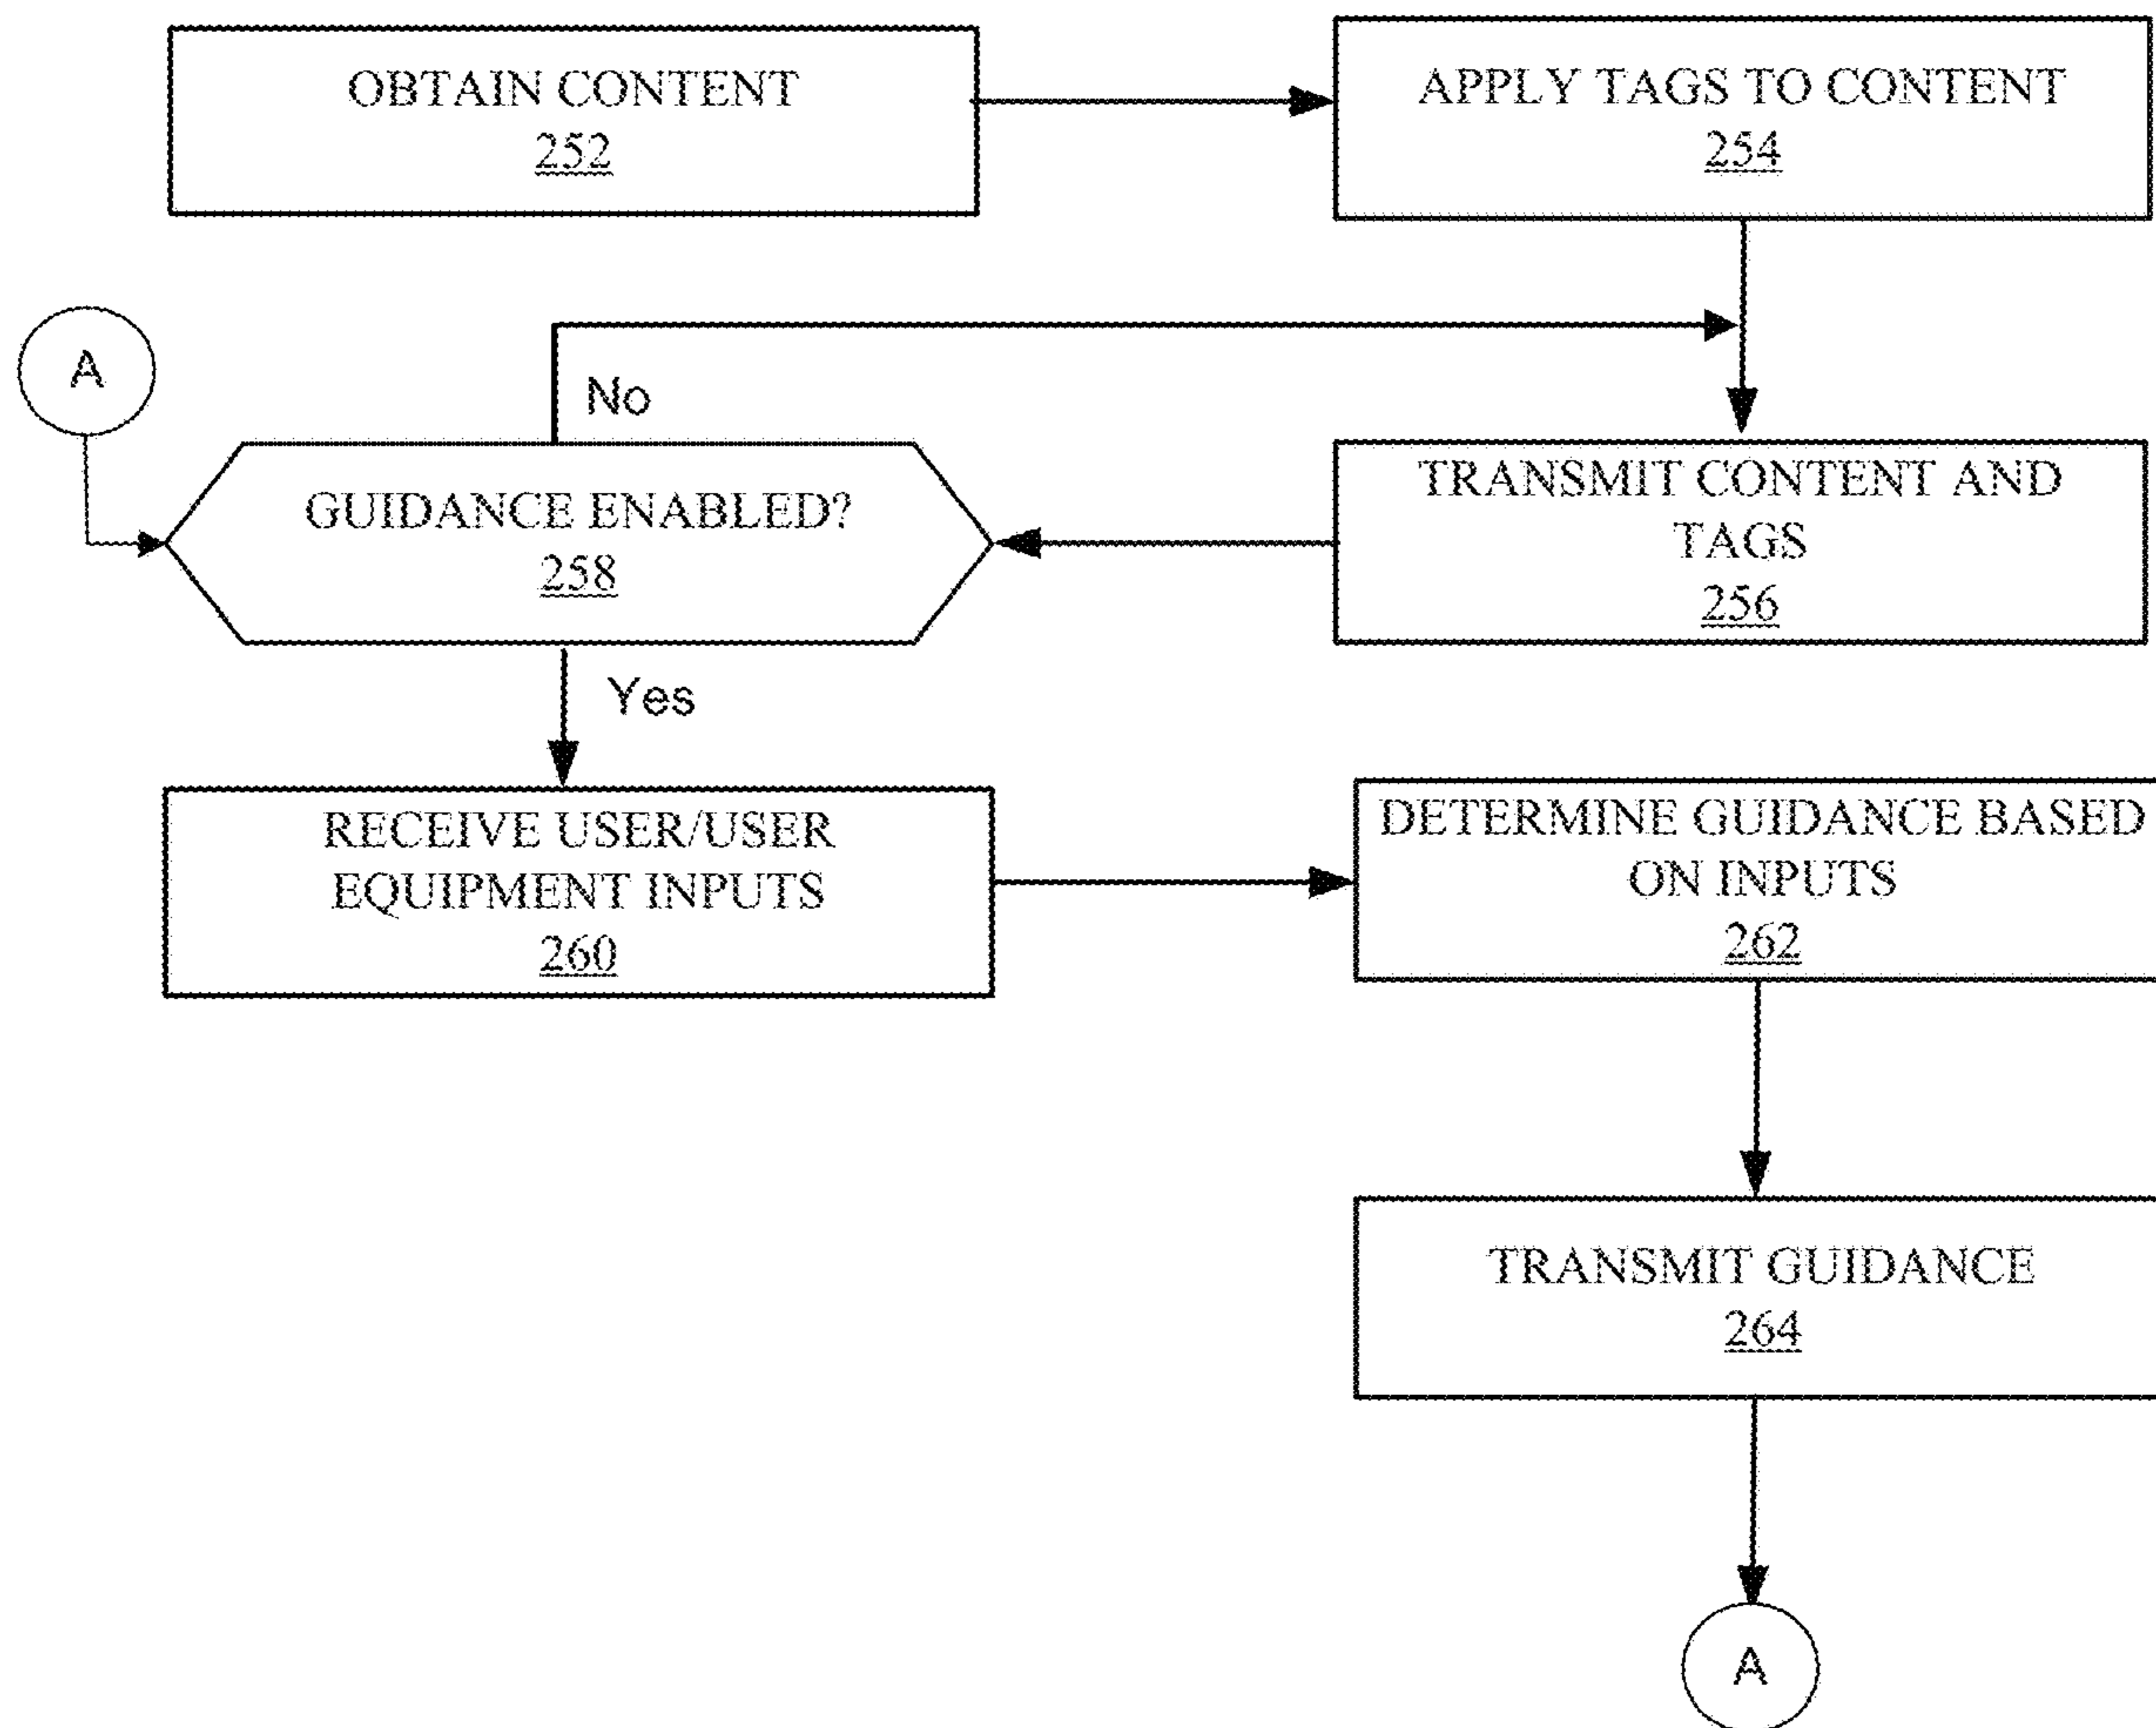 OBTAIN CONTENT
252
APPLY TAGS TO CONTENT
254
A
No
GUIDANCE ENABLED?
258
TRANSMIT CONTENT AND
TAGS
256
Yes
RECEIVE USER/USER
EQUIPMENT INPUTS
260
DETERMINE GUIDANCE BASED
ON INPUTS
262
TRANSMIT GUIDANCE
264
A